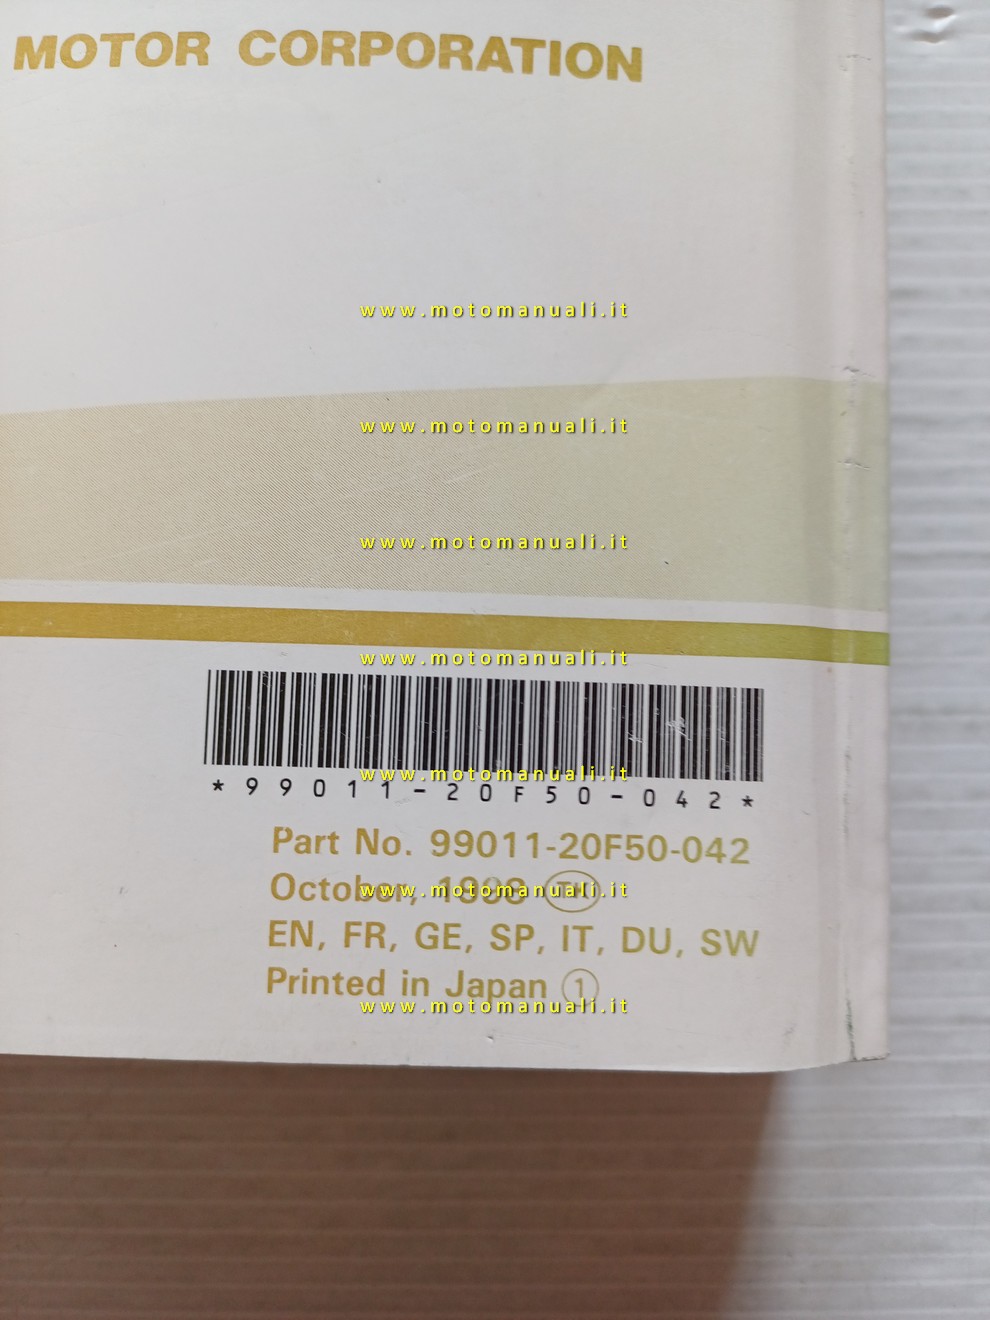 MOTOR CORPORATION
www.motomanuali.it
www.motomanuali.it
www.motomanuali.it
www.motomanuali.it
www.motomanuali.it
*99011-20F50-042*
Part No. 99011-20F50-042
October,
www.motomanuali.it
EN, FR, GE, SP, IT, DU, SW
Printed in Japan 1
www.motomanuali.it